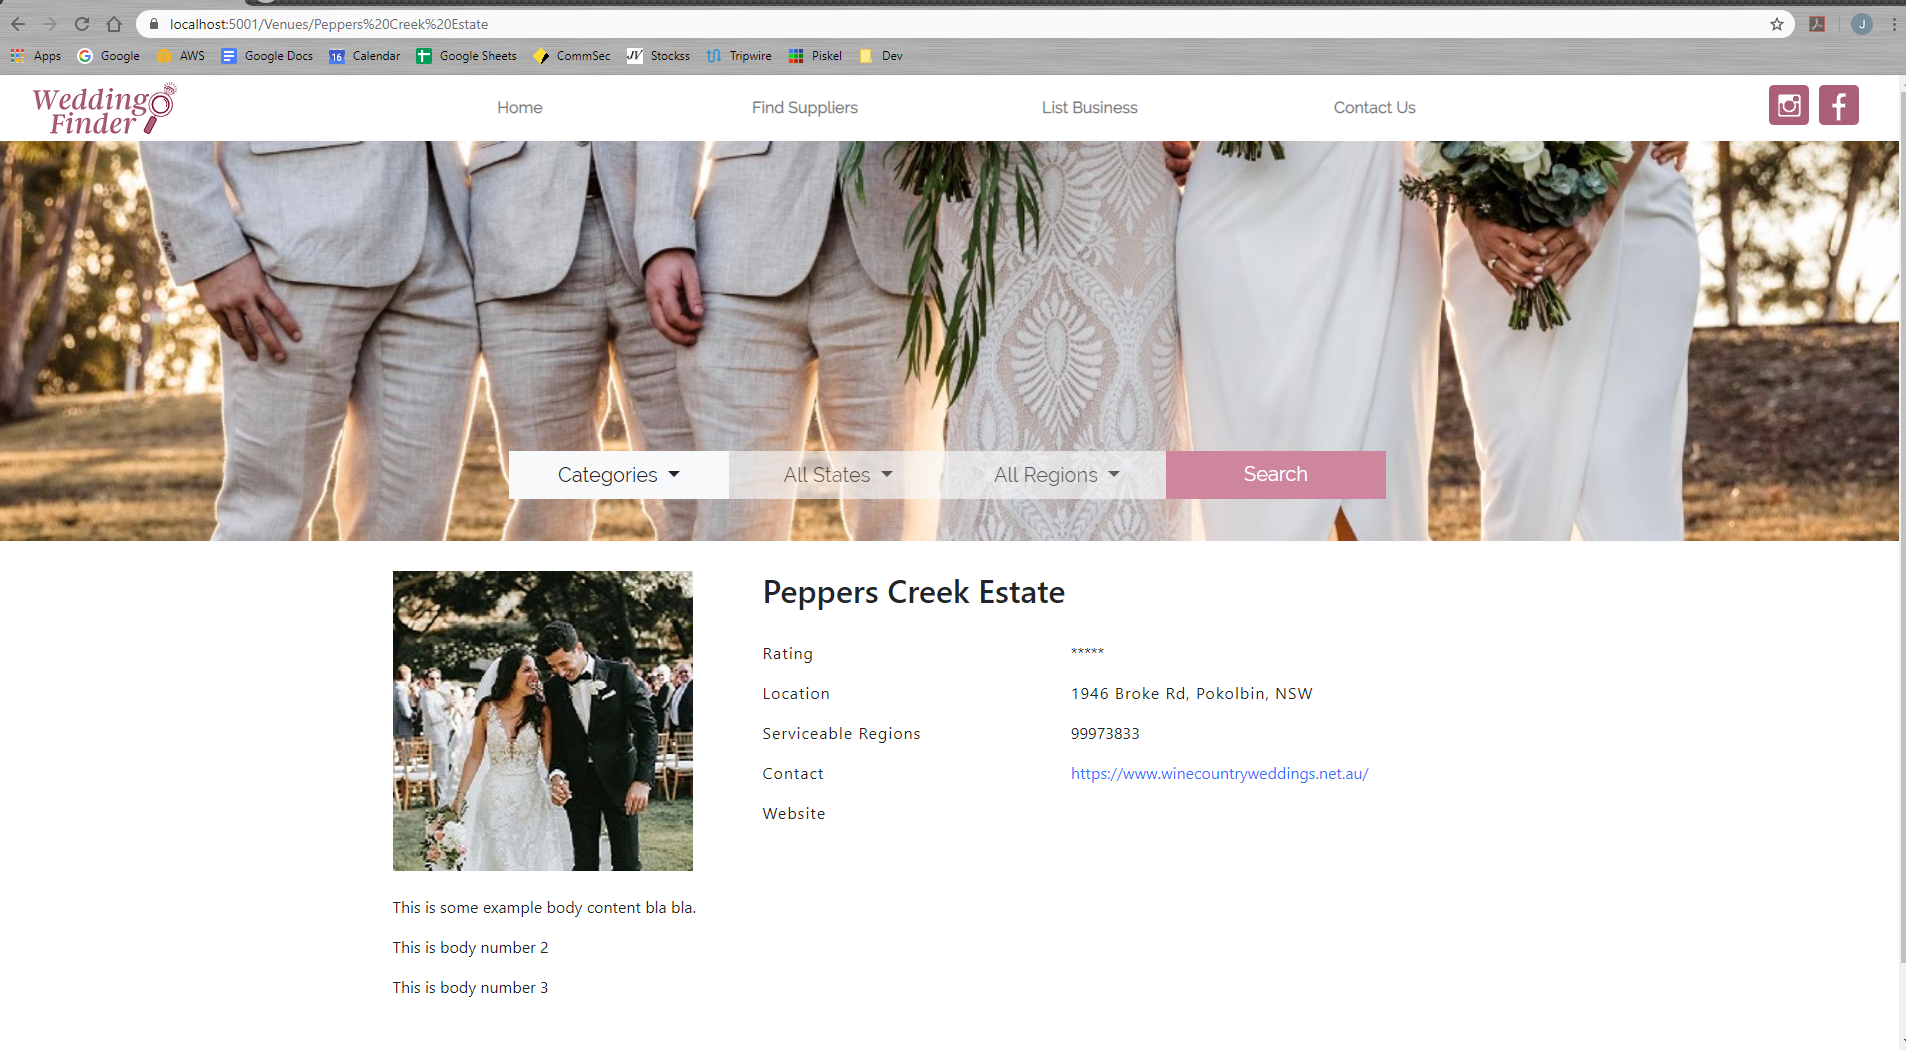 localhost:5001/Venues/Peppers%20Creek%20Estate
J
Apps Google AWS Google Docs 16 Calendar Google Sheets CommSec JV Stockss Tripwire Piskel Dev
Wedding
Finder
Home Find Suppliers List Business Contact Us
Categories All States All Regions Search
Peppers Creek Estate
Rating *****
Location 1946 Broke Rd, Pokolbin, NSW
Serviceable Regions 99973833
Contact https://www.winecountryweddings.net.au/
Website
This is some example body content bla bla.
This is body number 2
This is body number 3